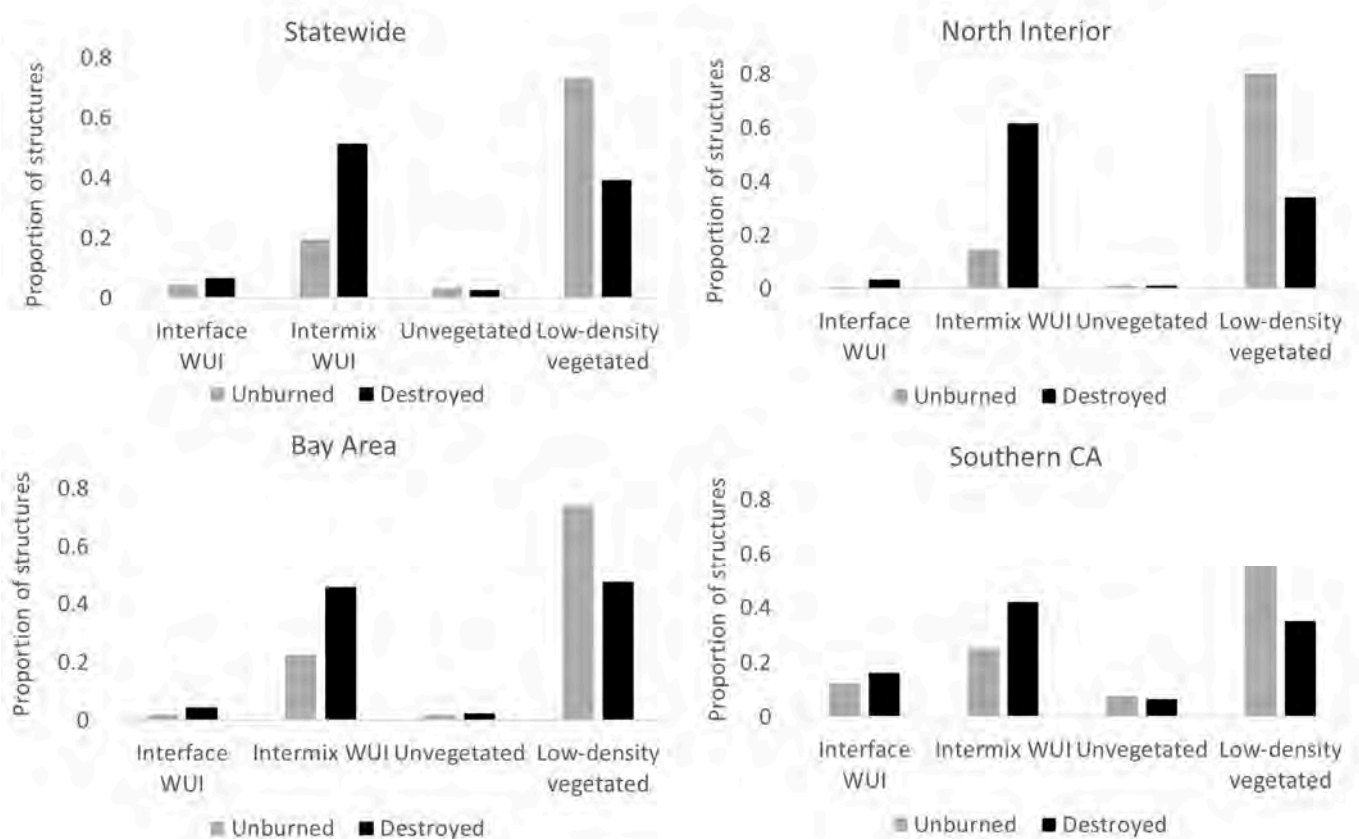 Statewide
Proportion of structures
0.8
0.6
0.4
0.2
0
Interface WUI
Intermix WUI
Unvegetated
Low-density vegetated
Unburned
Destroyed
North Interior
Proportion of structures
0.8
0.6
0.4
0.2
0
Interface WUI
Intermix WUI
Unvegetated
Low-density vegetated
Unburned
Destroyed
Bay Area
Proportion of structures
0.8
0.6
0.4
0.2
0
Interface WUI
Intermix WUI
Unvegetated
Low-density vegetated
Unburned
Destroyed
Southern CA
Proportion of structures
0.8
0.6
0.4
0.2
0
Interface WUI
Intermix WUI
Unvegetated
Low-density vegetated
Unburned
Destroyed